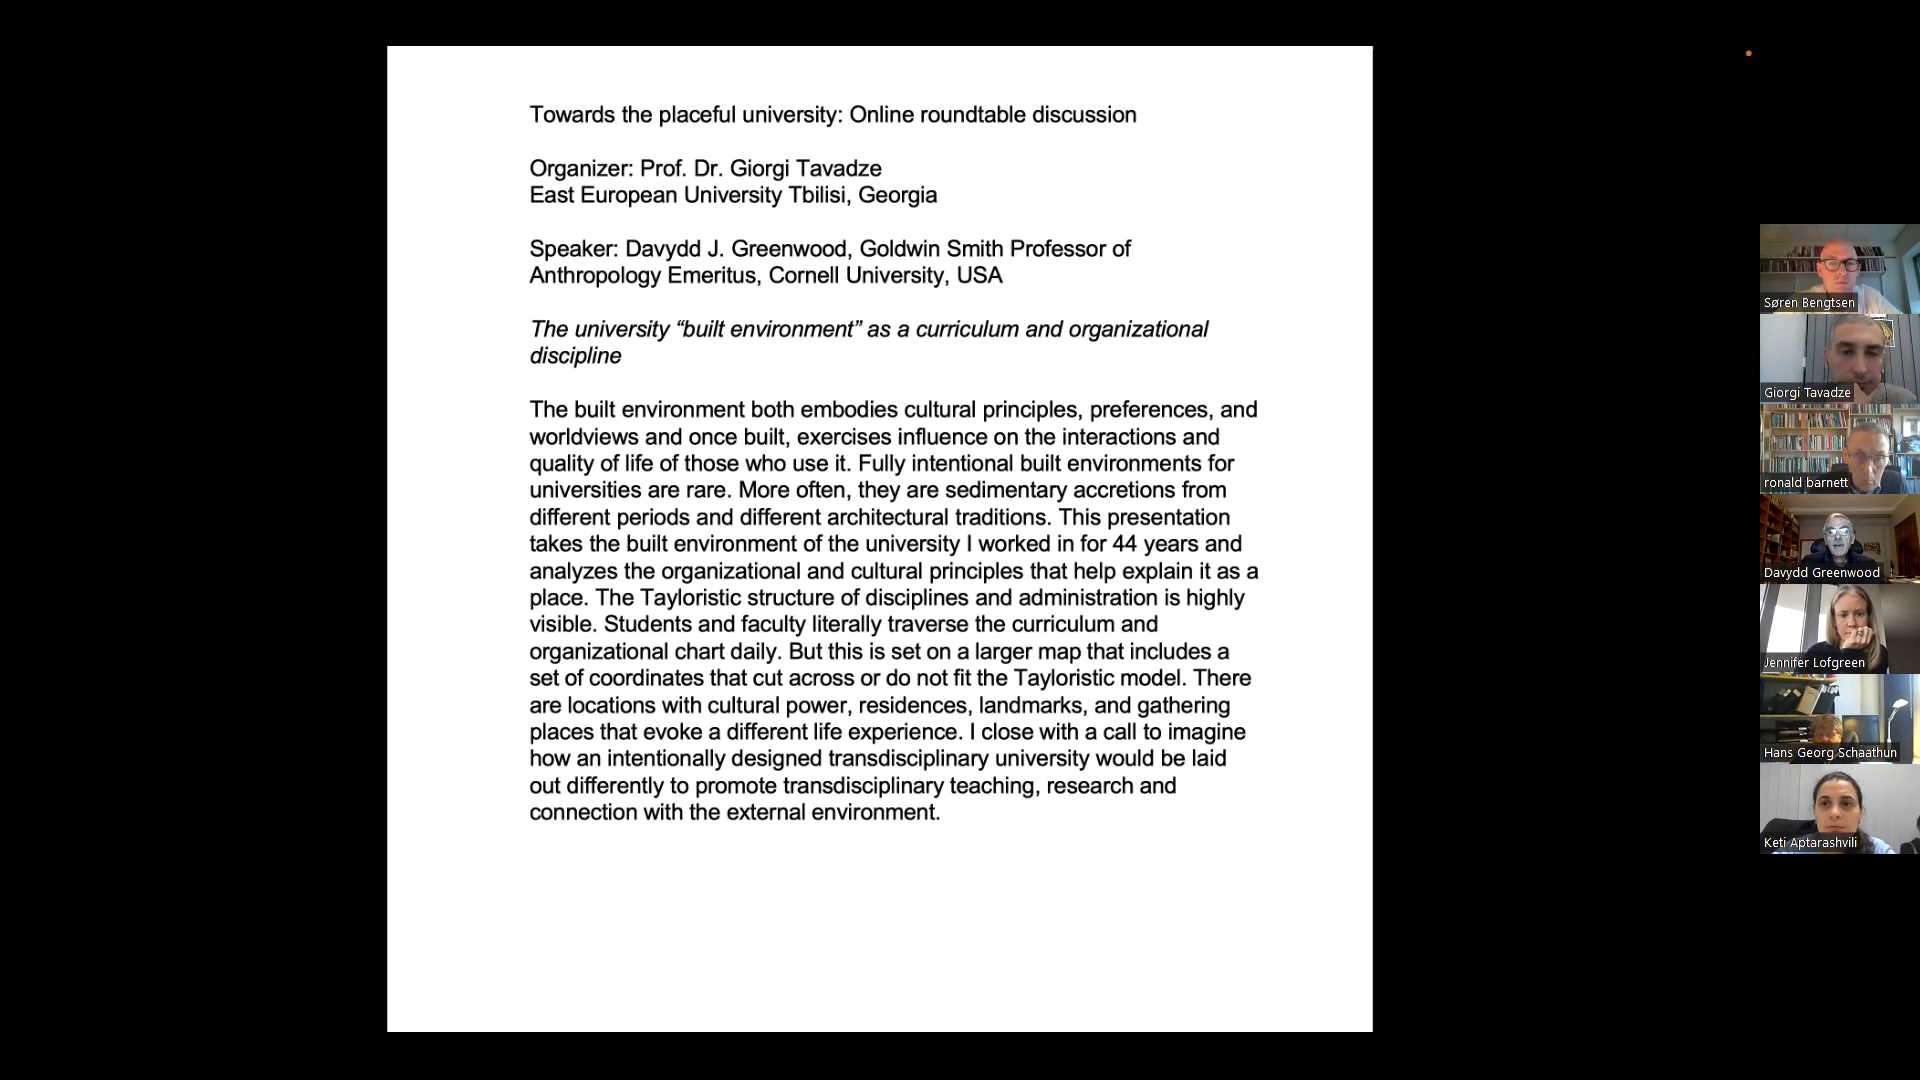 Towards the placeful university: Online roundtable discussion
Organizer: Prof. Dr. Giorgi Tavadze
East European University Tbilisi, Georgia
Speaker: Davydd J. Greenwood, Goldwin Smith Professor of
Anthropology Emeritus, Cornell University, USA
The university “built environment” as a curriculum and organizational
discipline
The built environment both embodies cultural principles, preferences, and
worldviews and once built, exercises influence on the interactions and
quality of life of those who use it. Fully intentional built environments for
universities are rare. More often, they are sedimentary accretions from
different periods and different architectural traditions. This presentation
takes the built environment of the university I worked in for 44 years and
analyzes the organizational and cultural principles that help explain it as a
place. The Tayloristic structure of disciplines and administration is highly
visible. Students and faculty literally traverse the curriculum and
organizational chart daily. But this is set on a larger map that includes a
set of coordinates that cut across or do not fit the Tayloristic model. There
are locations with cultural power, residences, landmarks, and gathering
places that evoke a different life experience. I close with a call to imagine
how an intentionally designed transdisciplinary university would be laid
out differently to promote transdisciplinary teaching, research and
connection with the external environment.
Søren Bengtsen
Giorgi Tavadze
ronald barnett
Davydd Greenwood
Jennifer Lofgreen
Hans Georg Schaathun
Keti Aptarashvili